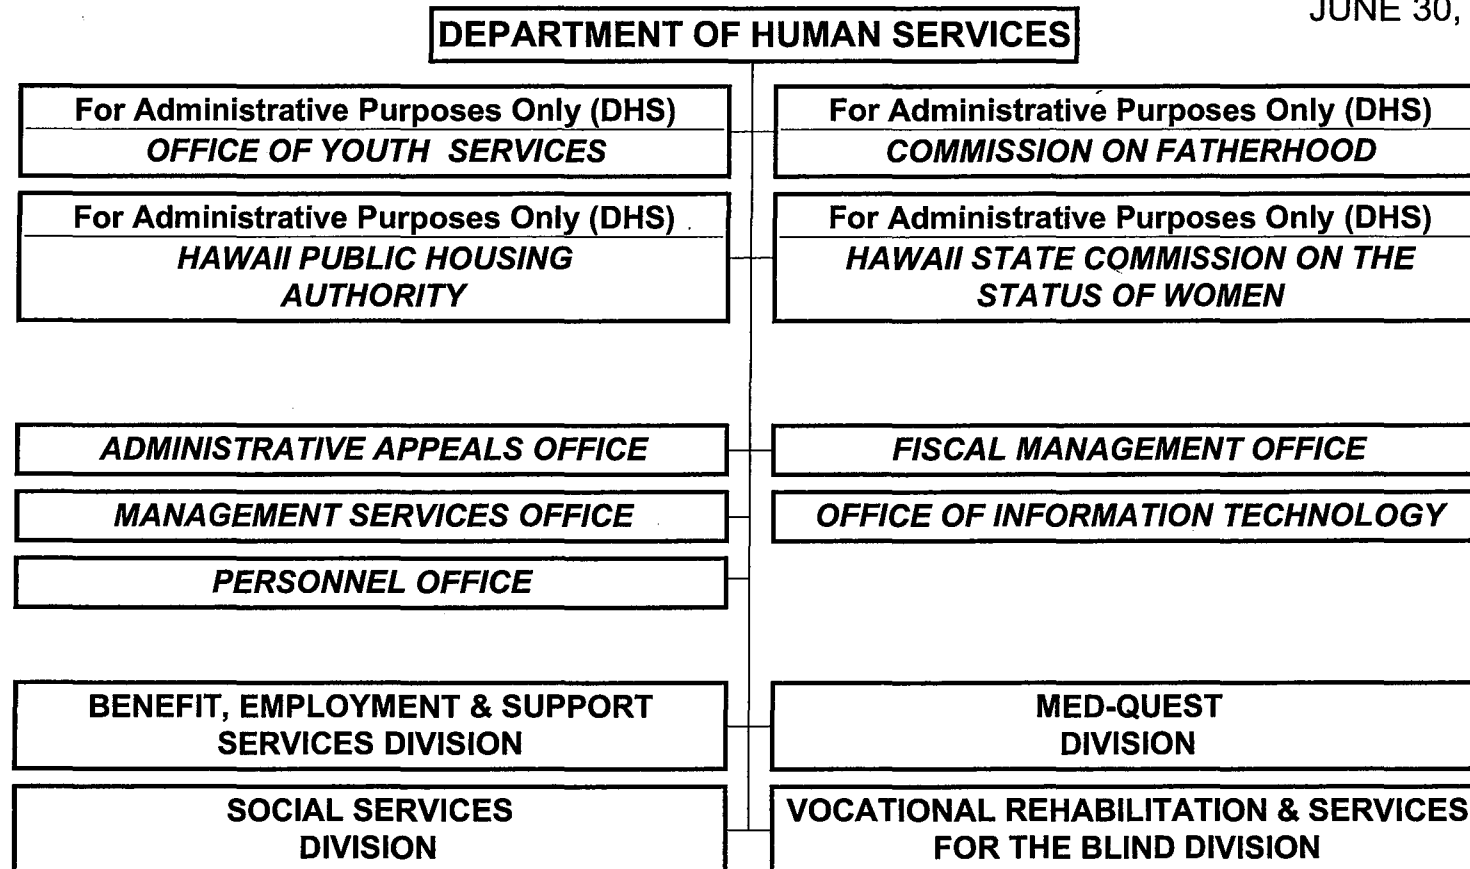 JUNE 30,
DEPARTMENT OF HUMAN SERVICES
For Administrative Purposes Only (DHS)
OFFICE OF YOUTH SERVICES
For Administrative Purposes Only (DHS)
COMMISSION ON FATHERHOOD
For Administrative Purposes Only (DHS)
HAWAII PUBLIC HOUSING
AUTHORITY
For Administrative Purposes Only (DHS)
HAWAII STATE COMMISSION ON THE
STATUS OF WOMEN
ADMINISTRATIVE APPEALS OFFICE
FISCAL MANAGEMENT OFFICE
MANAGEMENT SERVICES OFFICE
OFFICE OF INFORMATION TECHNOLOGY
PERSONNEL OFFICE
BENEFIT, EMPLOYMENT & SUPPORT
SERVICES DIVISION
MED-QUEST
DIVISION
SOCIAL SERVICES
DIVISION
VOCATIONAL REHABILITATION & SERVICES
FOR THE BLIND DIVISION